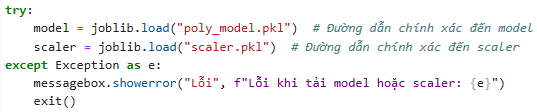 try:
    model = joblib.load("poly_model.pkl")  # Đường dẫn chính xác đến model
    scaler = joblib.load("scaler.pkl")  # Đường dẫn chính xác đến scaler
except Exception as e:
    messagebox.showerror("Lỗi", f"Lỗi khi tải model hoặc scaler: {e}")
    exit()